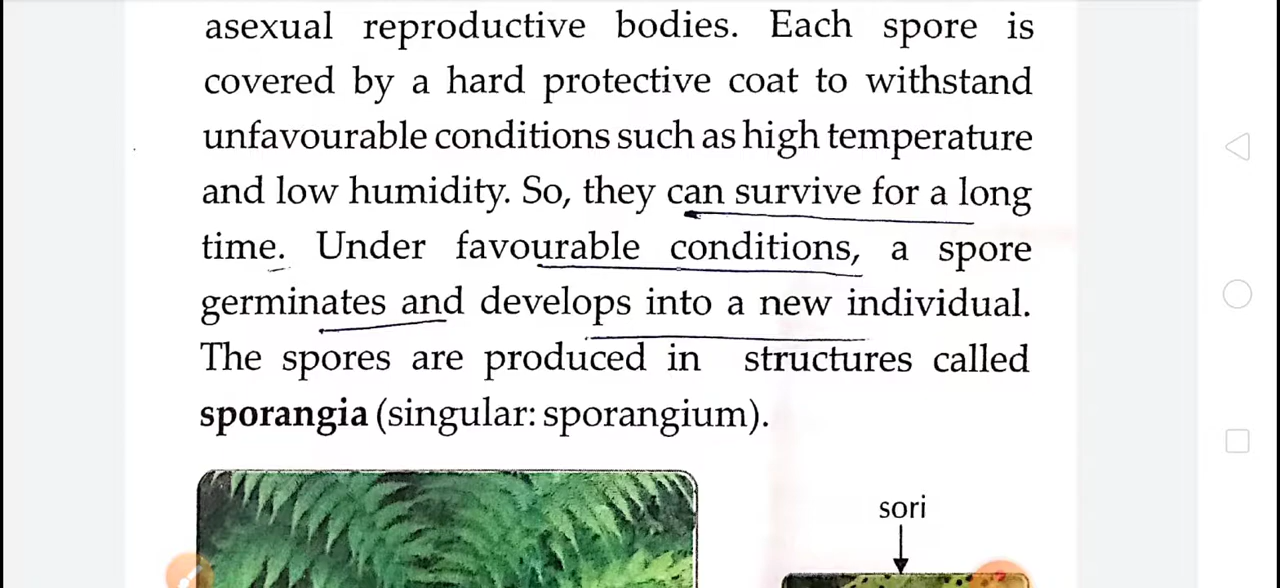 asexual reproductive bodies. Each spore is
covered by a hard protective coat to withstand
unfavourable conditions such as high temperature
and low humidity. So, they can survive for a long
time. Under favourable conditions, a spore
germinates and develops into a new individual.
The spores are produced in structures called
sporangia (singular: sporangium).
sori